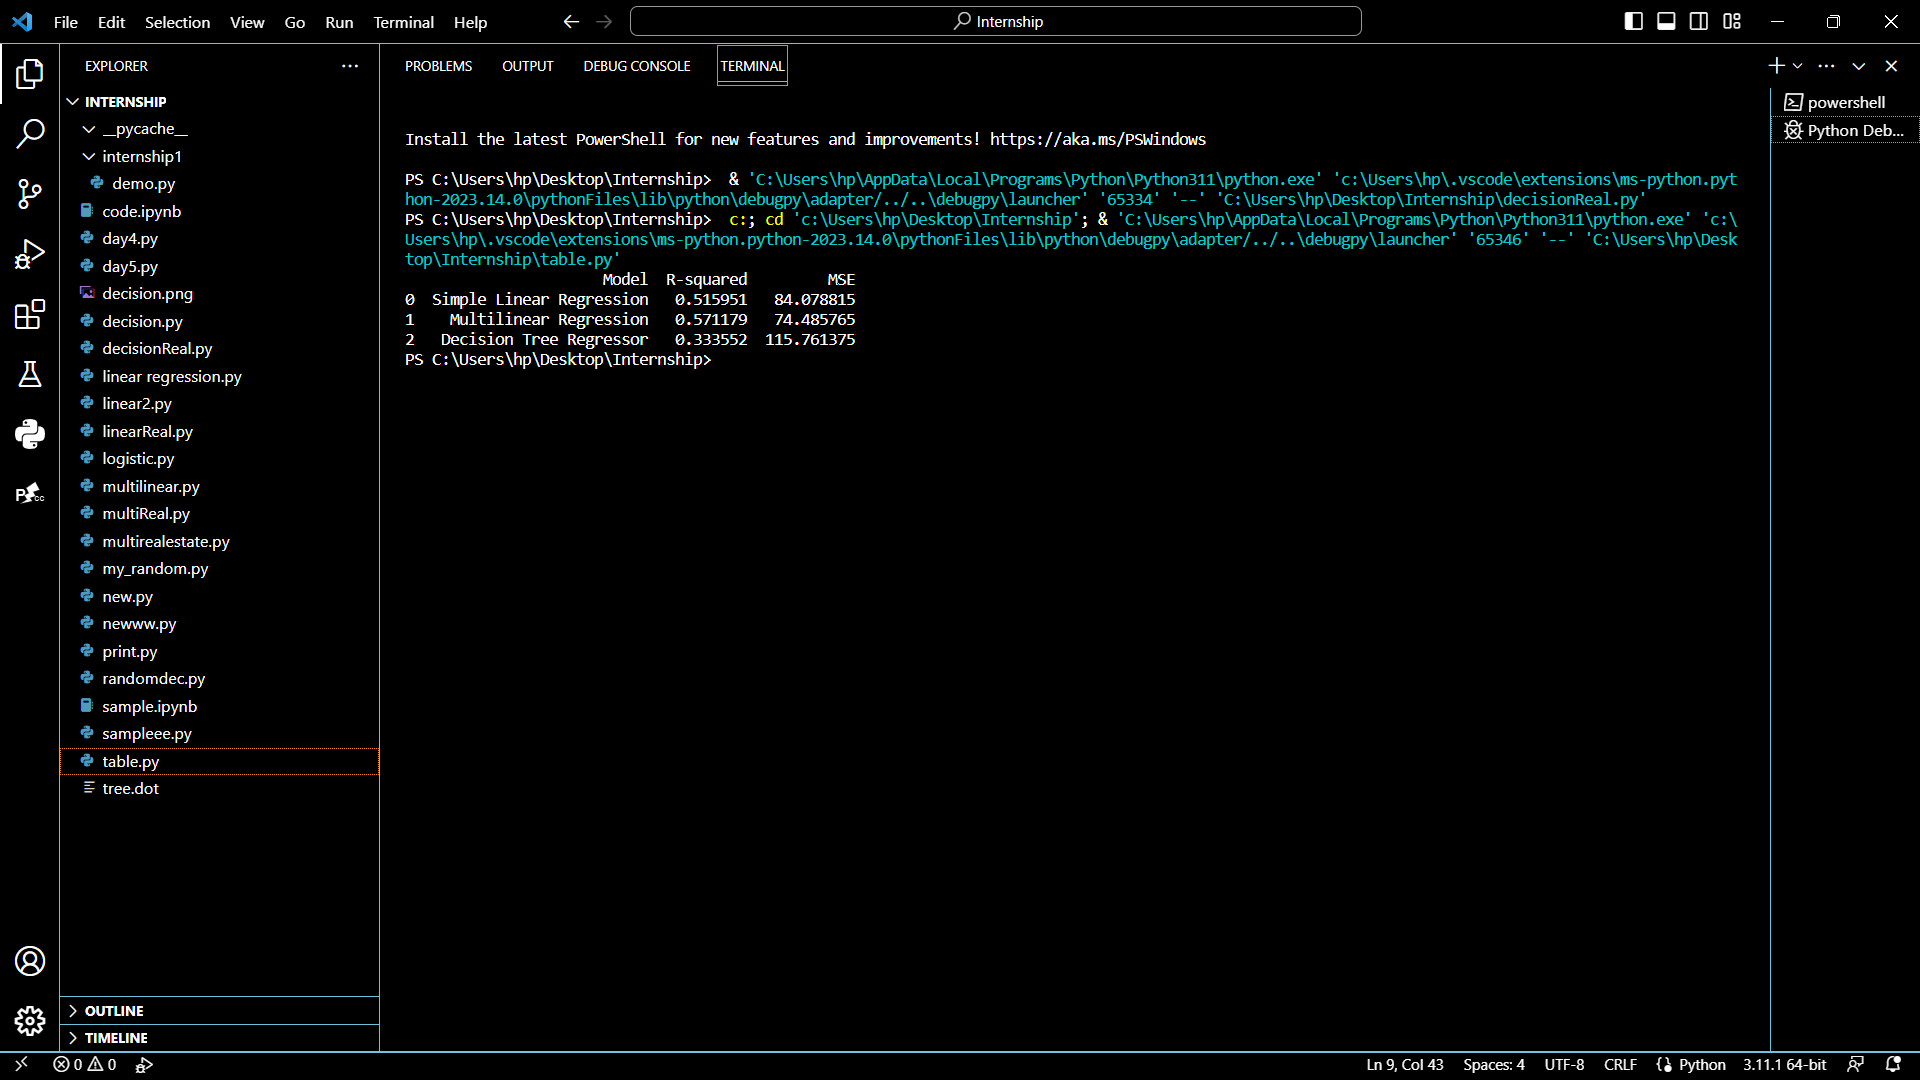 File Edit Selection View Go Run Terminal Help
Internship
EXPLORER
INTERNSHIP
__pycache__
internship1
demo.py
code.ipynb
day4.py
day5.py
decision.png
decision.py
decisionReal.py
linear regression.py
linear2.py
linearReal.py
logistic.py
multilinear.py
multiReal.py
multirealestate.py
my_random.py
new.py
newww.py
print.py
randomdec.py
sample.ipynb
sampleee.py
table.py
tree.dot
OUTLINE
TIMELINE
PROBLEMS OUTPUT DEBUG CONSOLE TERMINAL
Install the latest PowerShell for new features and improvements! https://aka.ms/PSWindows
PS C:\Users\hp\Desktop\Internship>  & 'C:\Users\hp\AppData\Local\Programs\Python\Python311\python.exe' 'c:\Users\hp\.vscode\extensions\ms-python.pyt
hon-2023.14.0\pythonFiles\lib\python\debugpy\adapter/../..\debugpy\launcher' '65334' '--' 'C:\Users\hp\Desktop\Internship\decisionReal.py'
PS C:\Users\hp\Desktop\Internship>  c:; cd 'c:\Users\hp\Desktop\Internship'; & 'C:\Users\hp\AppData\Local\Programs\Python\Python311\python.exe' 'c:\
Users\hp\.vscode\extensions\ms-python.python-2023.14.0\pythonFiles\lib\python\debugpy\adapter/../..\debugpy\launcher' '65346' '--' 'C:\Users\hp\Desk
top\Internship\table.py'
Model R-squared MSE
0 Simple Linear Regression 0.515951 84.078815
1 Multilinear Regression 0.571179 74.485765
2 Decision Tree Regressor 0.333552 115.761375
PS C:\Users\hp\Desktop\Internship>
powershell
Python Deb...
0 0
Ln 9, Col 43 Spaces: 4 UTF-8 CRLF Python 3.11.1 64-bit